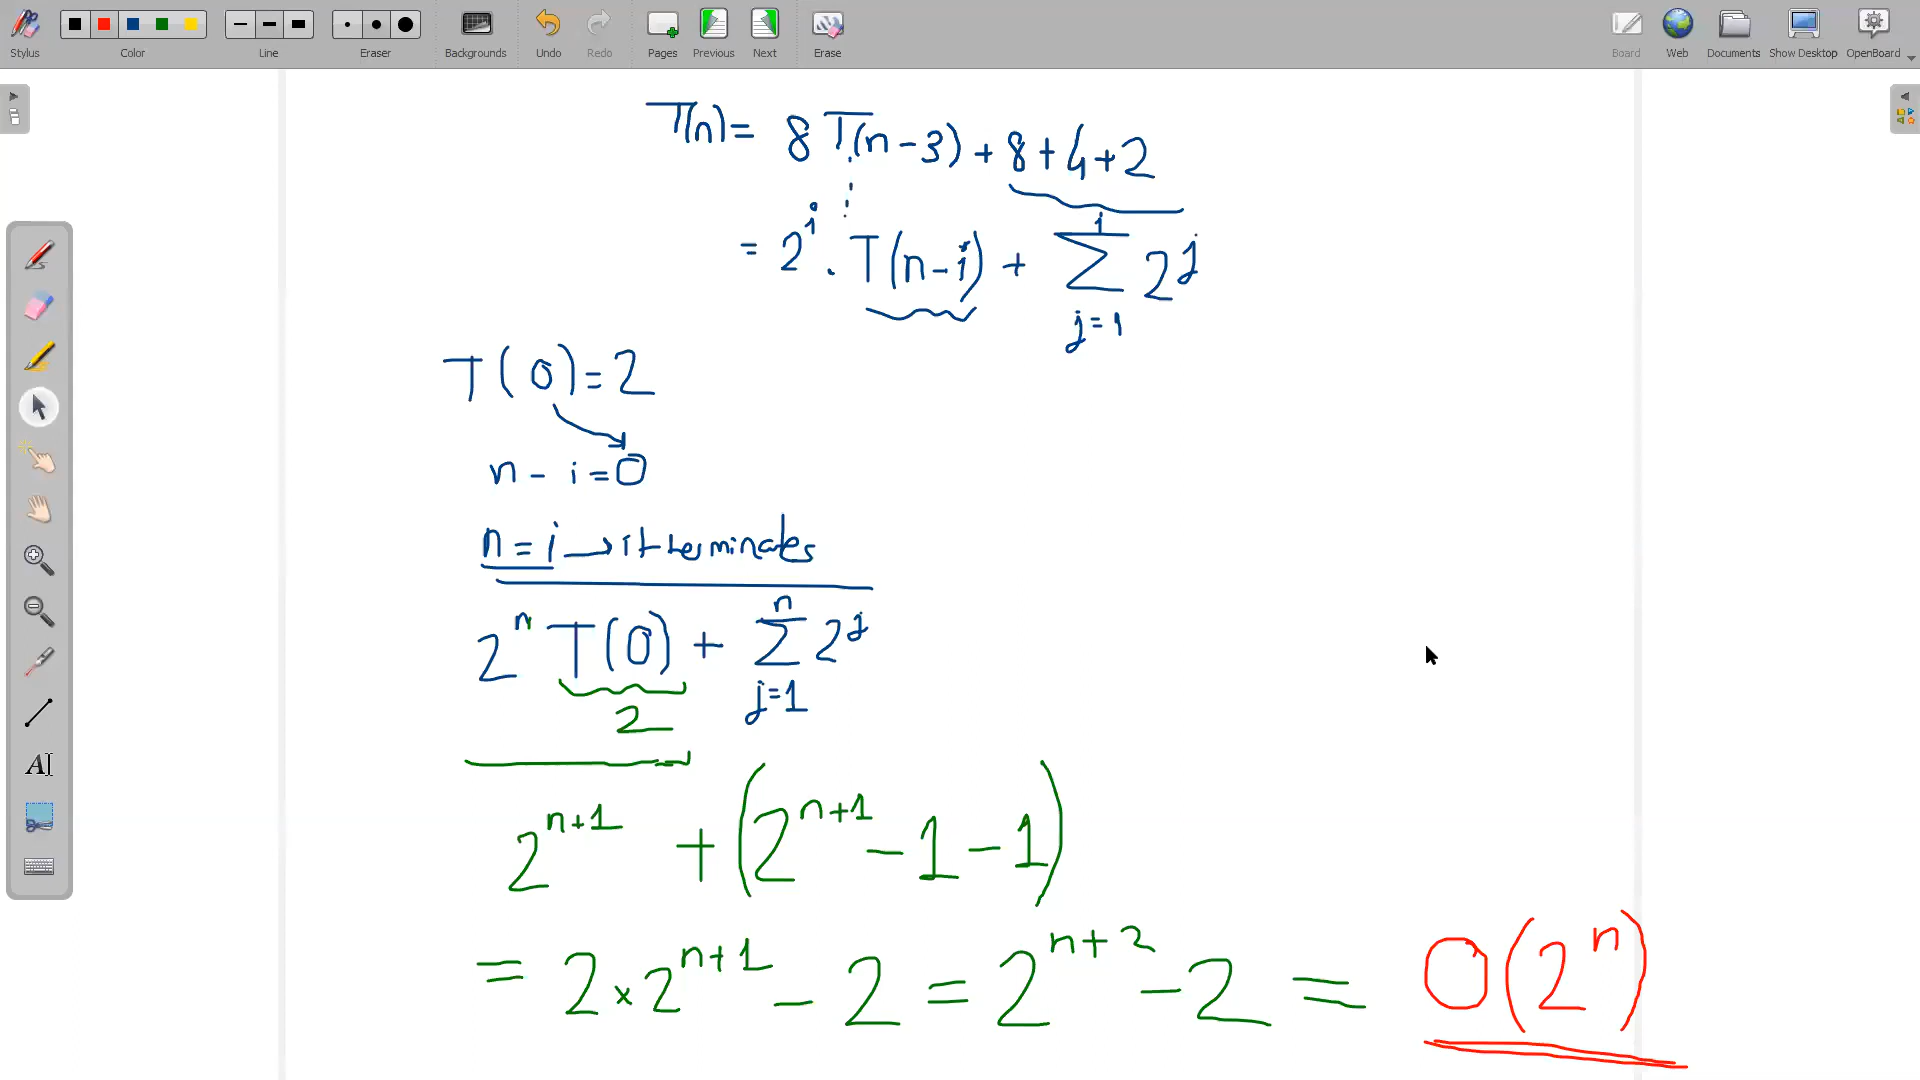 Stylus Color Line Eraser Backgrounds Undo Redo Pages Previous Next Erase Board Web Documents Show Desktop OpenBoard
T(n) = 8 T(n-3) + 8 + 4 + 2
= 2^i . T(n-i) + \sum_{j=1}^{i} 2^j
T(0) = 2
n - i = 0
n = i → it terminates
2^n T(0) + \sum_{j=1}^{n} 2^j
2
2^{n+1} + (2^{n+1} - 1 - 1)
= 2 × 2^{n+1} - 2 = 2^{n+2} - 2 = O(2^n)